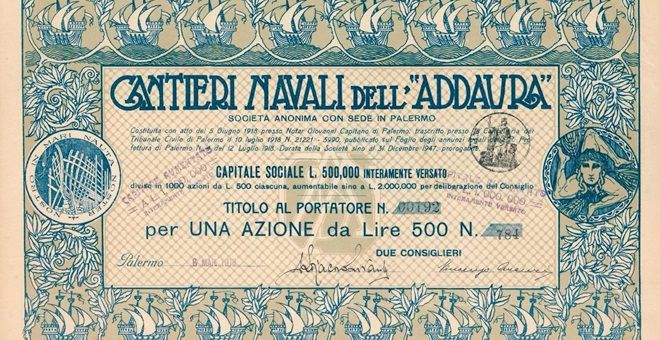 CANTIERI NAVALI DELL'"ADDAURA"
SOCIETÀ ANONIMA CON SEDE IN PALERMO
Costituita con atto del 5 Giugno 1918 presso Notar Giovanni Capitano di Palermo, trascritto presso la Cancelleria del
Tribunale Civile di Palermo il 10 luglio 1918 N. 21271 - 5990, pubblicato sul Foglio degli annunzi legali
fettura di Palermo N. del 12 Luglio 1918. Durata della Società sino al 31 Dicembre 1947, prorogabile
CAPITALE SOCIALE L. 500,000 INTERAMENTE VERSATO
diviso in 1000 azioni da L. 500 ciascuna, aumentabile sino a L. 2.000.000 per deliberazione del Consiglio
INTERAMENTE VERSATO
TITOLO AL PORTATORE N. 00192
per UNA AZIONE da Lire 500 N. 784
DUE CONSIGLIERI
Palermo